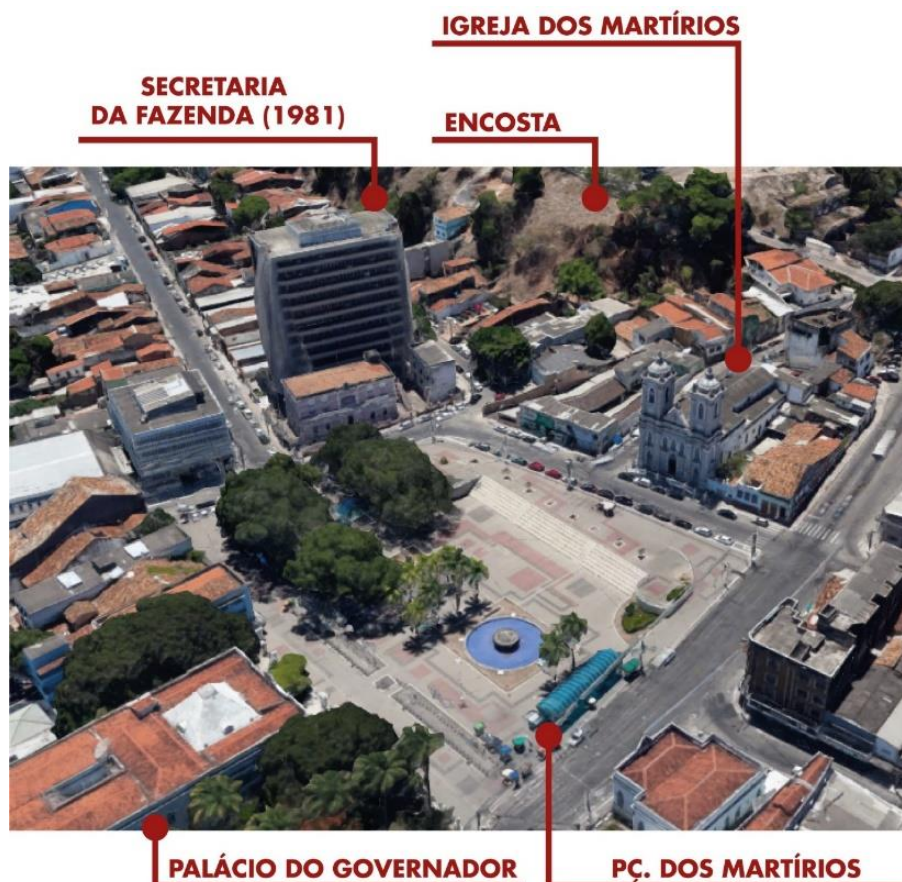 IGREJA DOS MARTÍRIOS
SECRETARIA
DA FAZENDA (1981)
ENCOSTA
PALÁCIO DO GOVERNADOR
PÇ. DOS MARTÍRIOS